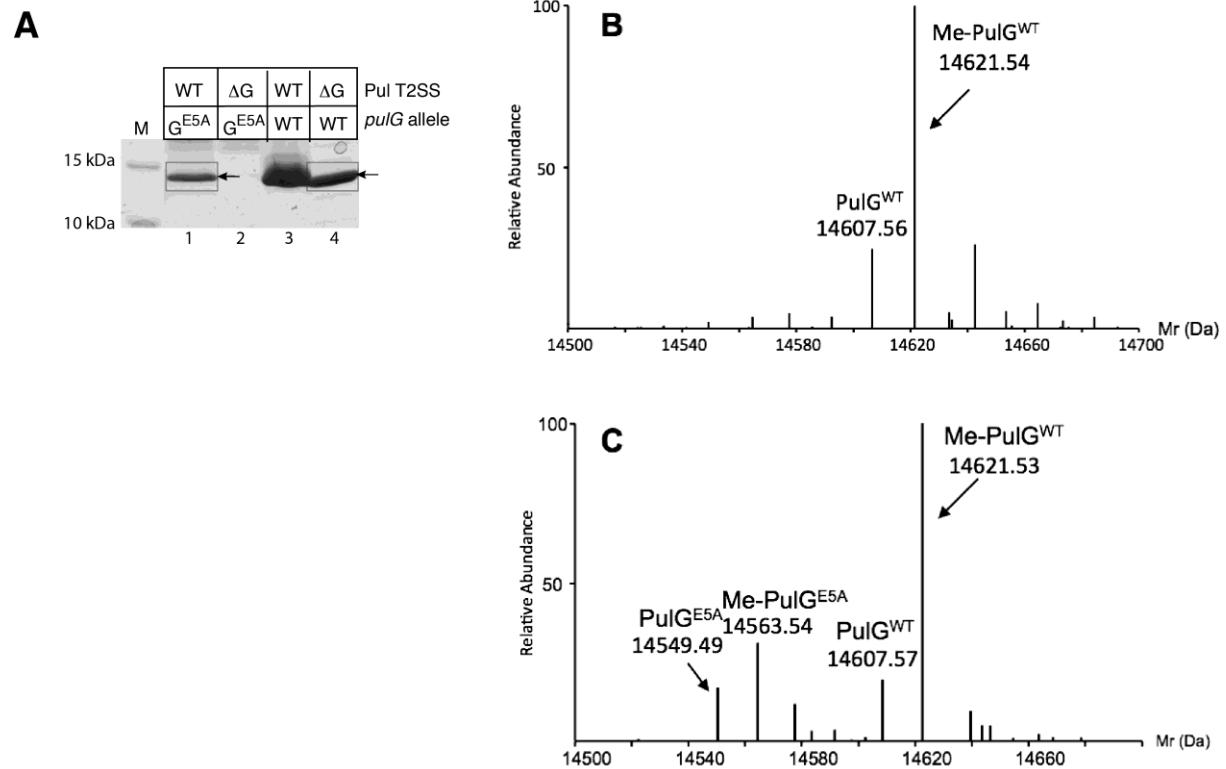 A
WT ΔG WT ΔG Pul T2SS
M G^E5A G^E5A WT WT pulG allele
15 kDa
10 kDa
1 2 3 4
B
100
50
Relative Abundance
Me-PulG^WT
14621.54
PulG^WT
14607.56
14500 14540 14580 14620 14660 14700 Mr (Da)
C
100
50
Relative Abundance
Me-PulG^WT
14621.53
PulG^E5A
14549.49
Me-PulG^E5A
14563.54
PulG^WT
14607.57
14500 14540 14580 14620 14660 Mr (Da)